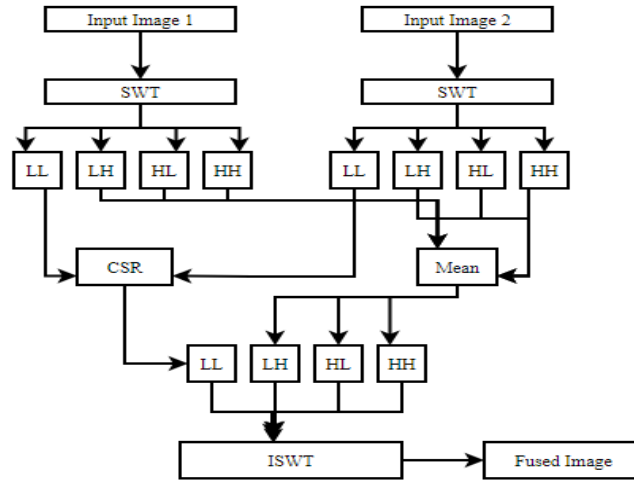 Input Image 1
Input Image 2
SWT
SWT
LL
LH
HL
HH
LL
LH
HL
HH
CSR
Mean
LL
LH
HL
HH
ISWT
Fused Image